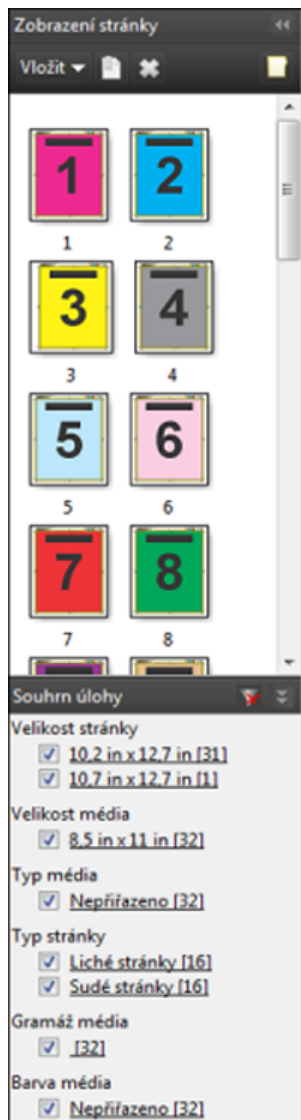 Zobrazení stránky
Vložit
1 2
1 2
3 4
3 4
5 6
5 6
7 8
7 8
Souhrn úlohy
Velikost stránky
10,2 in x 12,7 in [31]
10,7 in x 12,7 in [1]
Velikost média
8,5 in x 11 in [32]
Typ média
Nepřiřazeno [32]
Typ stránky
Liché stránky [16]
Sudé stránky [16]
Gramáž média
[32]
Barva média
Nepřiřazeno [32]